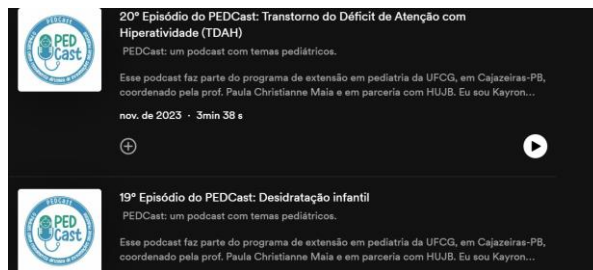 PEDCAST
PED
Cast
20º Episódio do PEDCast: Transtorno do Déficit de Atenção com
Hiperatividade (TDAH)
PEDCast: um podcast com temas pediátricos.
Esse podcast faz parte do programa de extensão em pediatria da UFCG, em Cajazeiras-PB,
coordenado pela prof. Paula Christianne Maia e em parceria com HUJB. Eu sou Kayron...
nov. de 2023 · 3min 38 s
PEDCAST
PED
Cast
19º Episódio do PEDCast: Desidratação infantil
PEDCast: um podcast com temas pediátricos.
Esse podcast faz parte do programa de extensão em pediatria da UFCG, em Cajazeiras-PB,
coordenado pela prof. Paula Christianne Maia e em parceria com HUJB. Eu sou Kayron...